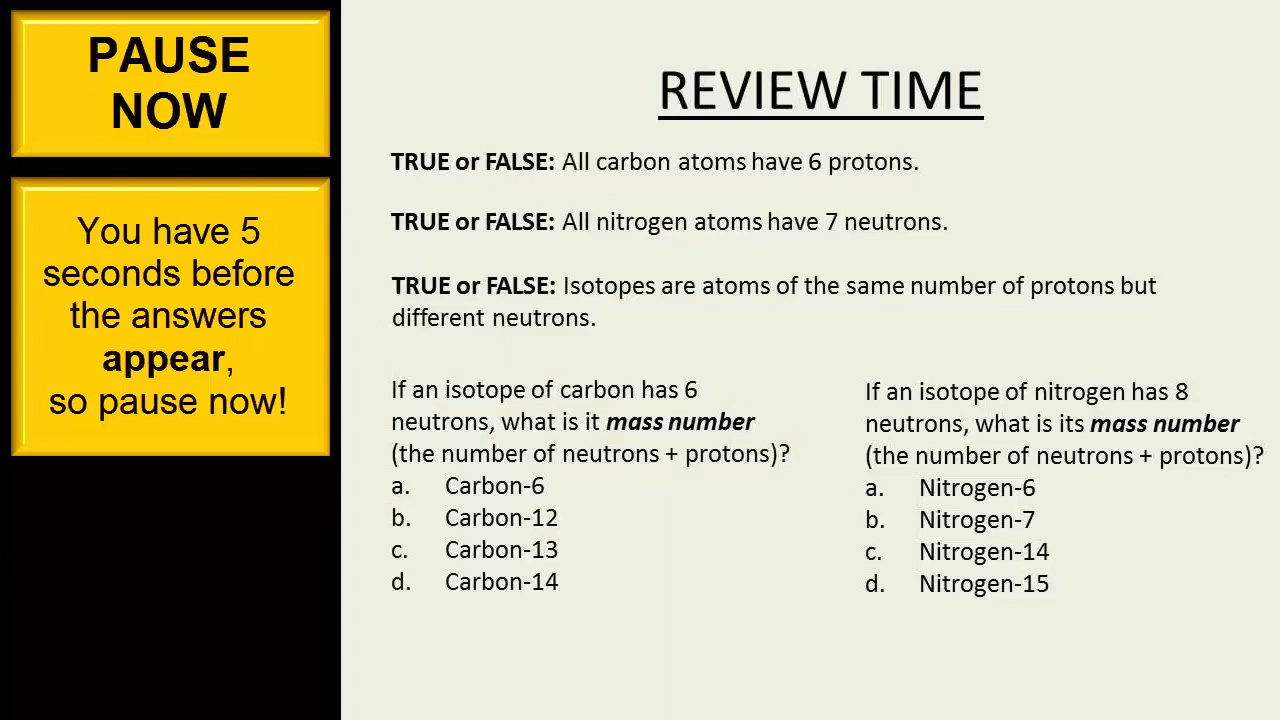 PAUSE
NOW
You have 5
seconds before
the answers
appear,
so pause now!
REVIEW TIME
TRUE or FALSE: All carbon atoms have 6 protons.
TRUE or FALSE: All nitrogen atoms have 7 neutrons.
TRUE or FALSE: Isotopes are atoms of the same number of protons but
different neutrons.
If an isotope of carbon has 6
neutrons, what is it mass number
(the number of neutrons + protons)?
a. Carbon-6
b. Carbon-12
c. Carbon-13
d. Carbon-14
If an isotope of nitrogen has 8
neutrons, what is its mass number
(the number of neutrons + protons)?
a. Nitrogen-6
b. Nitrogen-7
c. Nitrogen-14
d. Nitrogen-15